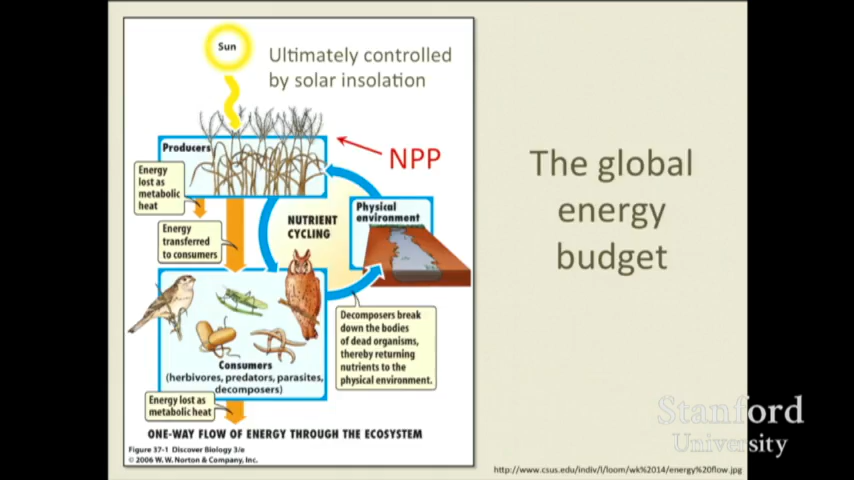 Sun
Ultimately controlled
by solar insolation
Producers
NPP
Energy
lost as
metabolic
heat
Energy
transferred
to consumers
NUTRIENT
CYCLING
Physical
environment
The global
energy
budget
Decomposers break
down the bodies
of dead organisms,
thereby returning
nutrients to the
physical environment.
Consumers
(herbivores, predators, parasites,
decomposers)
Energy lost as
metabolic heat
ONE-WAY FLOW OF ENERGY THROUGH THE ECOSYSTEM
Figure 37-1 Discover Biology 3/e
© 2006 W. W. Norton & Company, Inc.
Stanford
University
http://www.csus.edu/indiv/l/loom/wk%2014/energy%20flow.jpg